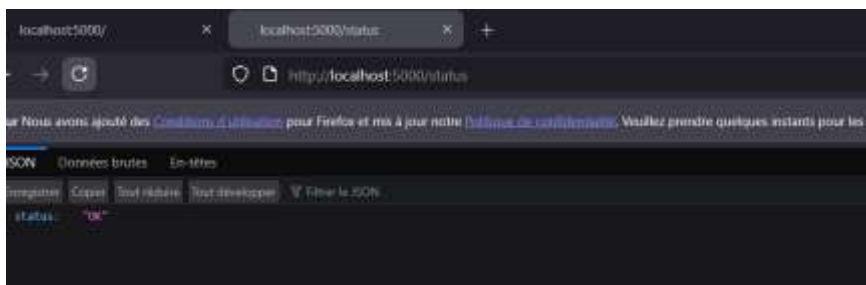 localhost:5000/ localhost:5000/status
http://localhost:5000/status
ur Nous avons ajouté des Conditions d'utilisation pour Firefox et mis à jour notre Politique de confidentialité. Veuillez prendre quelques instants pour les
JSON Données brutes En-têtes
Enregistrer Copier Tout réduire Tout développer Filtrer le JSON
status: "OK"